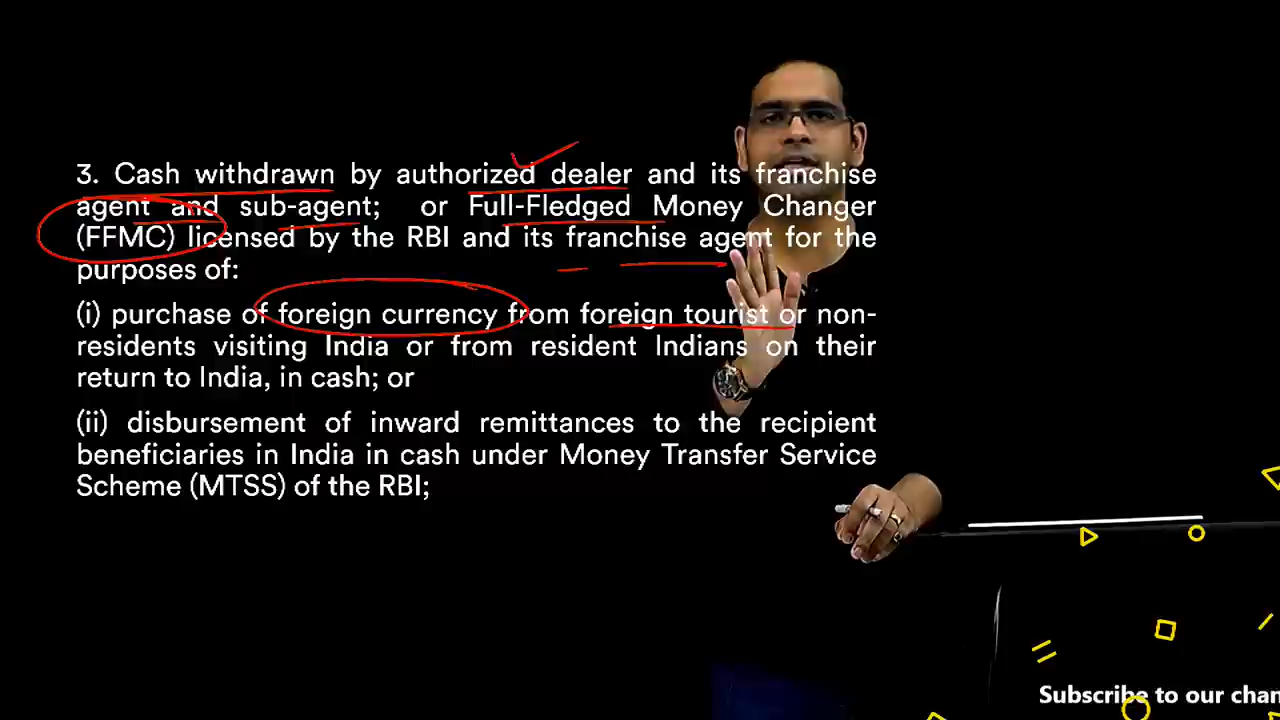 3. Cash withdrawn by authorized dealer and its franchise
agent and sub-agent; or Full-Fledged Money Changer
(FFMC) licensed by the RBI and its franchise agent for the
purposes of:
(i) purchase of foreign currency from foreign tourist or non-
residents visiting India or from resident Indians on their
return to India, in cash; or
(ii) disbursement of inward remittances to the recipient
beneficiaries in India in cash under Money Transfer Service
Scheme (MTSS) of the RBI;
Subscribe to our chan